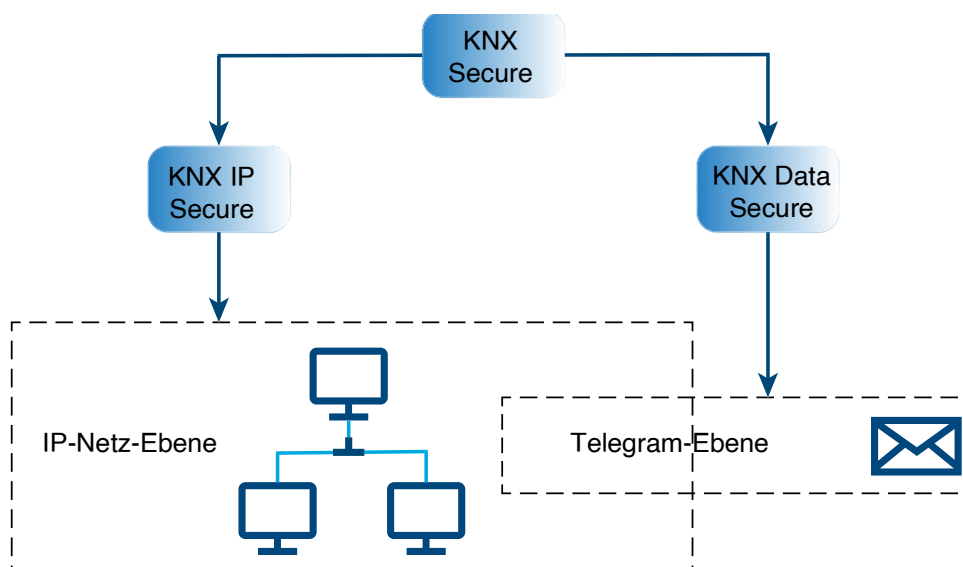 KNX
Secure
KNX IP
Secure
KNX Data
Secure
IP-Netz-Ebene
Telegram-Ebene